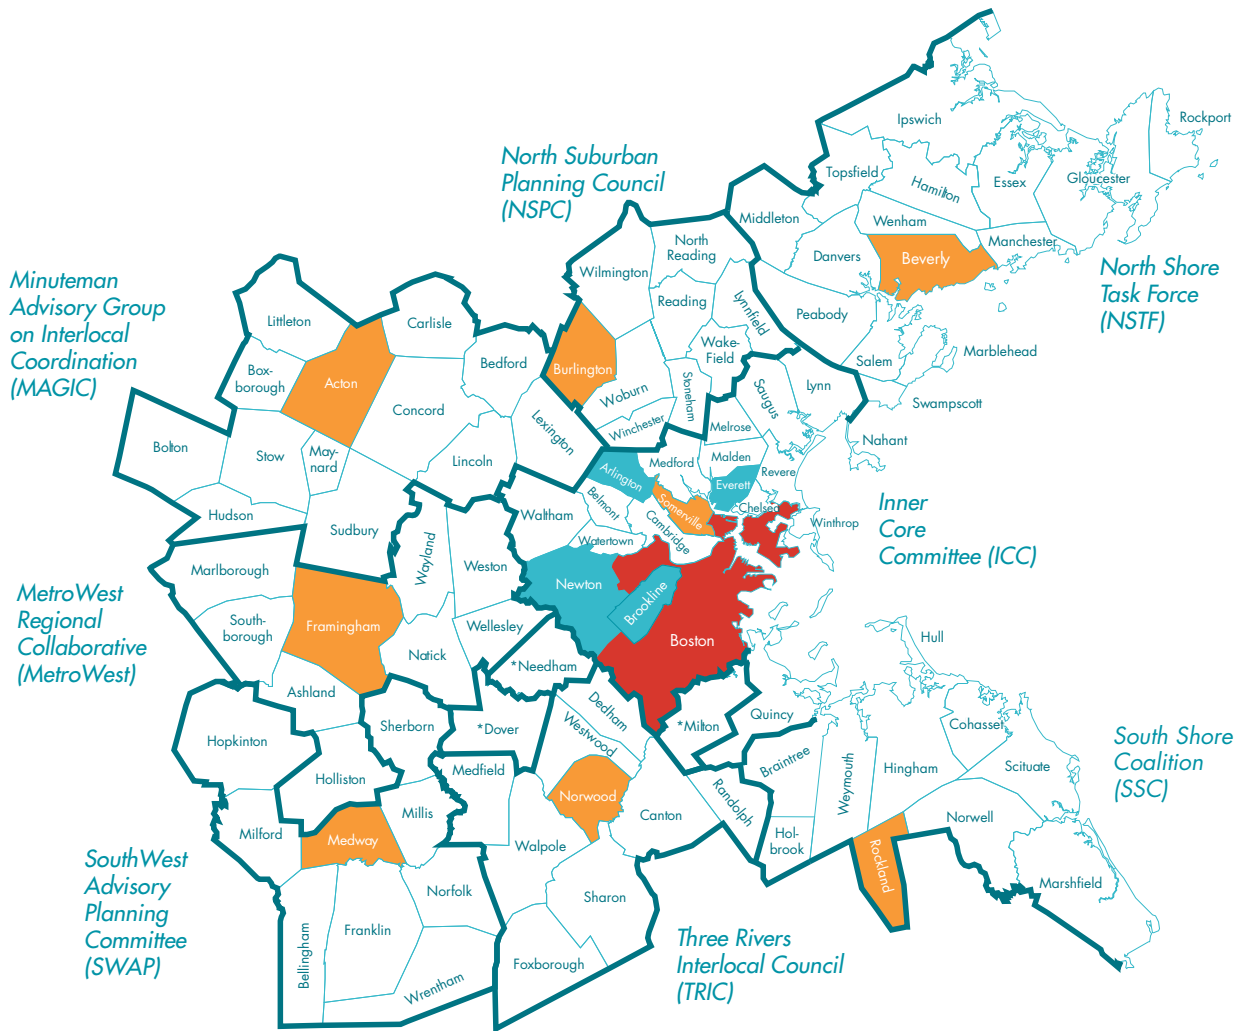 Ipswich
Rockport
North Suburban
Planning Council
(NSPC)
Topsfield
Hamilton
Essex
Gloucester
Middleton
Wenham
North
Reading
Danvers
Beverly
Manchester
Wilmington
North Shore
Task Force
(NSTF)
Minuteman
Advisory Group
on Interlocal
Coordination
(MAGIC)
Reading
Lynnfield
Peabody
Littleton
Carlisle
Wake-
Field
Marblehead
Bedford
Salem
Box-
borough
Acton
Burlington
Woburn
Stoneham
Saugus
Lynn
Swampscott
Concord
Lexington
Winchester
Melrose
Nahant
Bolton
Stow
May-
nard
Lincoln
Arlington
Medford
Malden
Revere
Everett
Hudson
Sudbury
Waltham
Belmont
Somerville
Chelsea
Winthrop
Inner
Core
Committee (ICC)
Cambridge
Watertown
Marlborough
Wayland
Weston
Newton
Brookline
MetroWest
Regional
Collaborative
(MetroWest)
South-
borough
Framingham
Wellesley
Boston
Hull
Natick
*Needham
Ashland
Sherborn
*Dover
Dedham
Westwood
*Milton
Quincy
Cohasset
South Shore
Coalition
(SSC)
Hopkinton
Holliston
Medfield
Braintree
Weymouth
Hingham
Scituate
Norwood
Randolph
Millis
Canton
Norwell
Milford
Medway
Walpole
Hol-
brook
Rockland
SouthWest
Advisory
Planning
Committee
(SWAP)
Norfolk
Sharon
Marshfield
Bellingham
Franklin
Foxborough
Wrentham
Three Rivers
Interlocal Council
(TRIC)